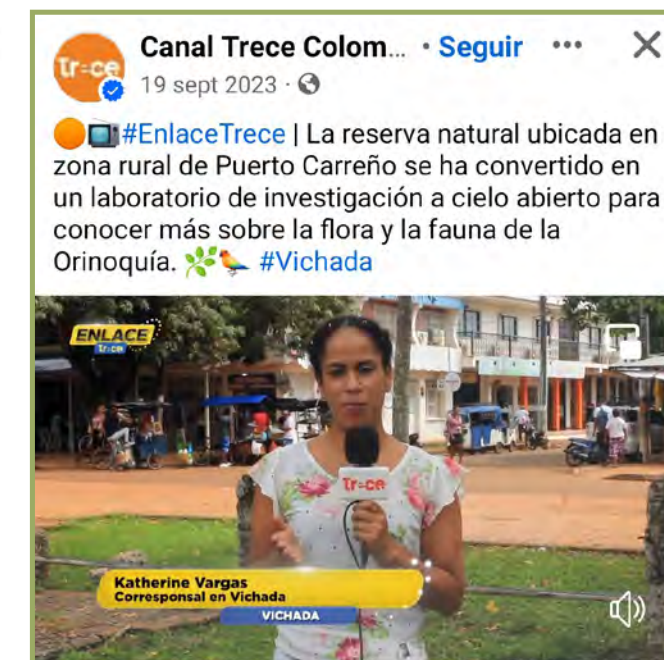 Canal Trece Colom... · Seguir
tr=ce
19 sept 2023 ·
#EnlaceTrece | La reserva natural ubicada en
zona rural de Puerto Carreño se ha convertido en
un laboratorio de investigación a cielo abierto para
conocer más sobre la flora y la fauna de la
Orinoquía. #Vichada
ENLACE
tr=ce
tr=ce
Katherine Vargas
Corresponsal en Vichada
VICHADA